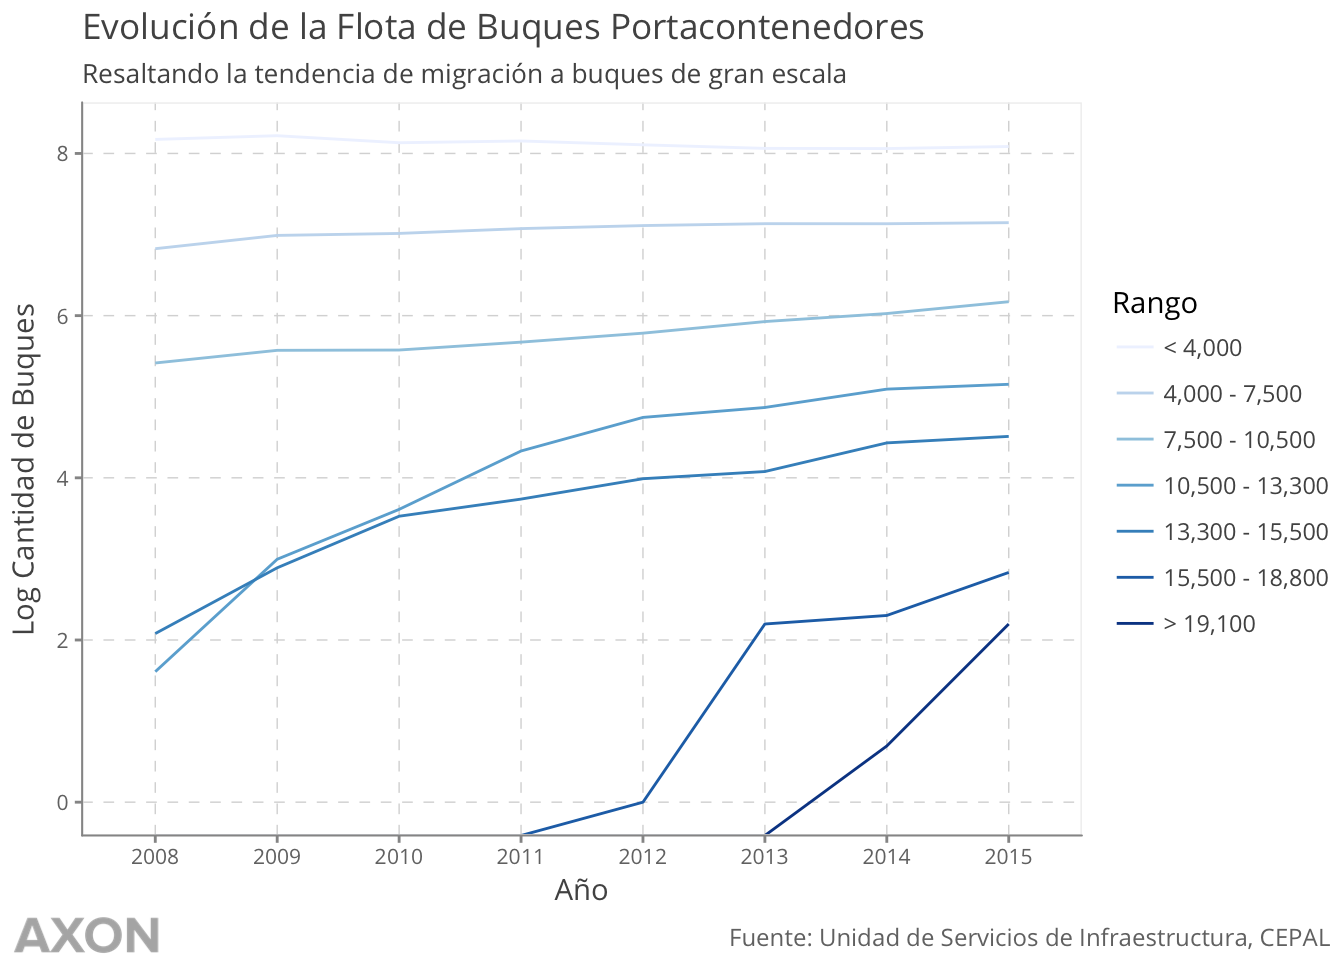 Evolución de la Flota de Buques Portacontenedores
Resaltando la tendencia de migración a buques de gran escala
Log Cantidad de Buques
8
6
4
2
0
2008 2009 2010 2011 2012 2013 2014 2015
Año
Rango
< 4,000
4,000 - 7,500
7,500 - 10,500
10,500 - 13,300
13,300 - 15,500
15,500 - 18,800
> 19,100
AXON
Fuente: Unidad de Servicios de Infraestructura, CEPAL